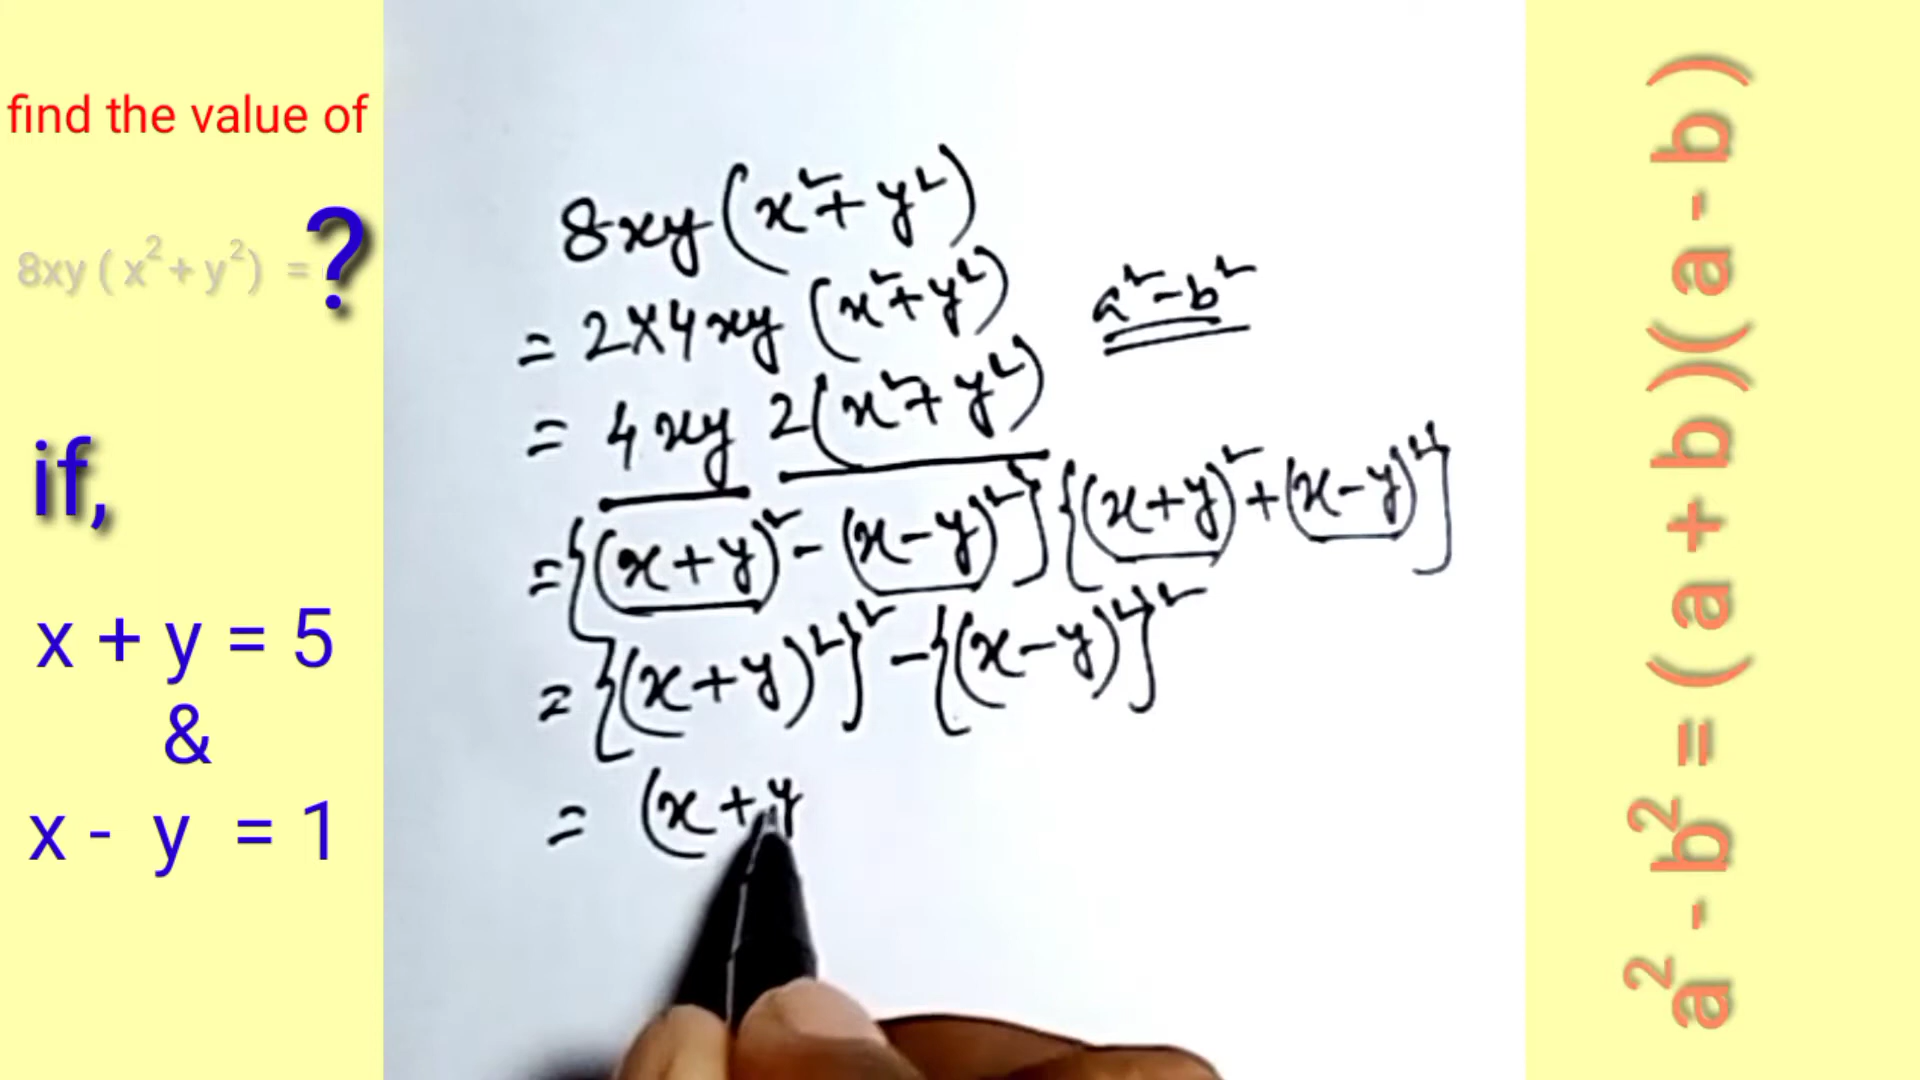 find the value of
8xy ( x² + y² ) = ?
if,
x + y = 5
&
x - y = 1
8xy(x²+y²)
= 2×4xy (x²+y²)
a²-b²
= 4xy 2(x²+y²)
={(x+y)²-(x-y)²}{(x+y)²+(x-y)²}
={(x+y)²}²-{(x-y)²}²
= (x+y
a² - b² = ( a + b )( a - b )